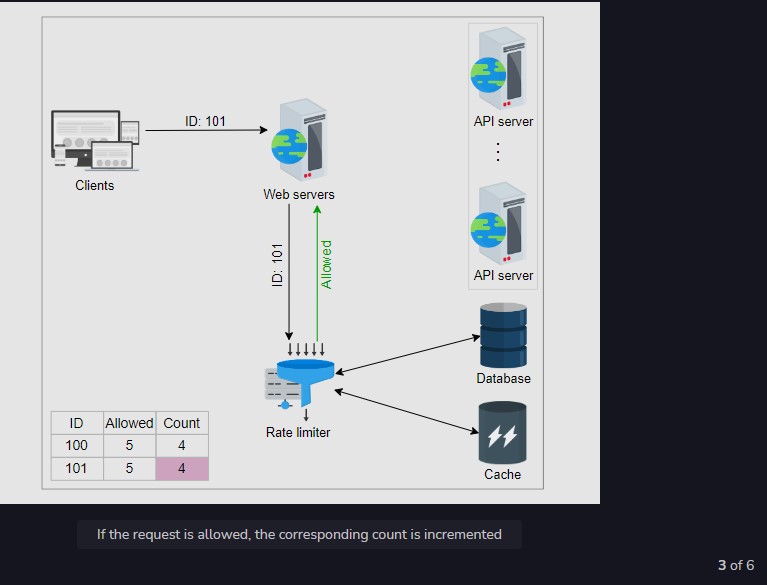 API server
ID: 101
Clients
Web servers
API server
ID: 101
Allowed
Database
Rate limiter
Cache
ID Allowed Count
100 5 4
101 5 4
If the request is allowed, the corresponding count is incremented
3 of 6